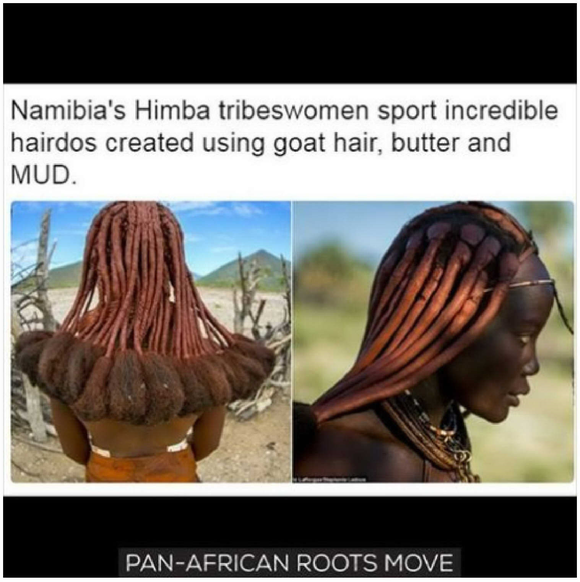 Namibia's Himba tribeswomen sport incredible
hairdos created using goat hair, butter and
MUD.
PAN-AFRICAN ROOTS MOVE